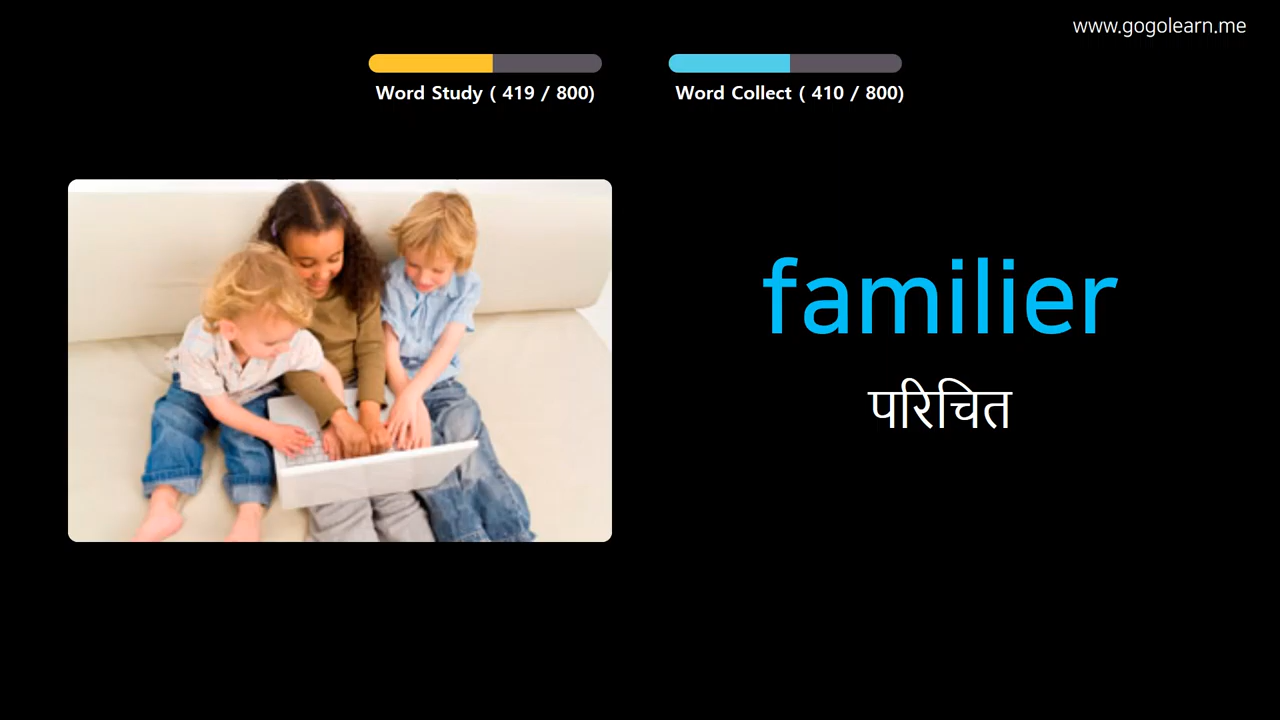 www.gogolearn.me
Word Study ( 419 / 800)
Word Collect ( 410 / 800)
familier
परिचित